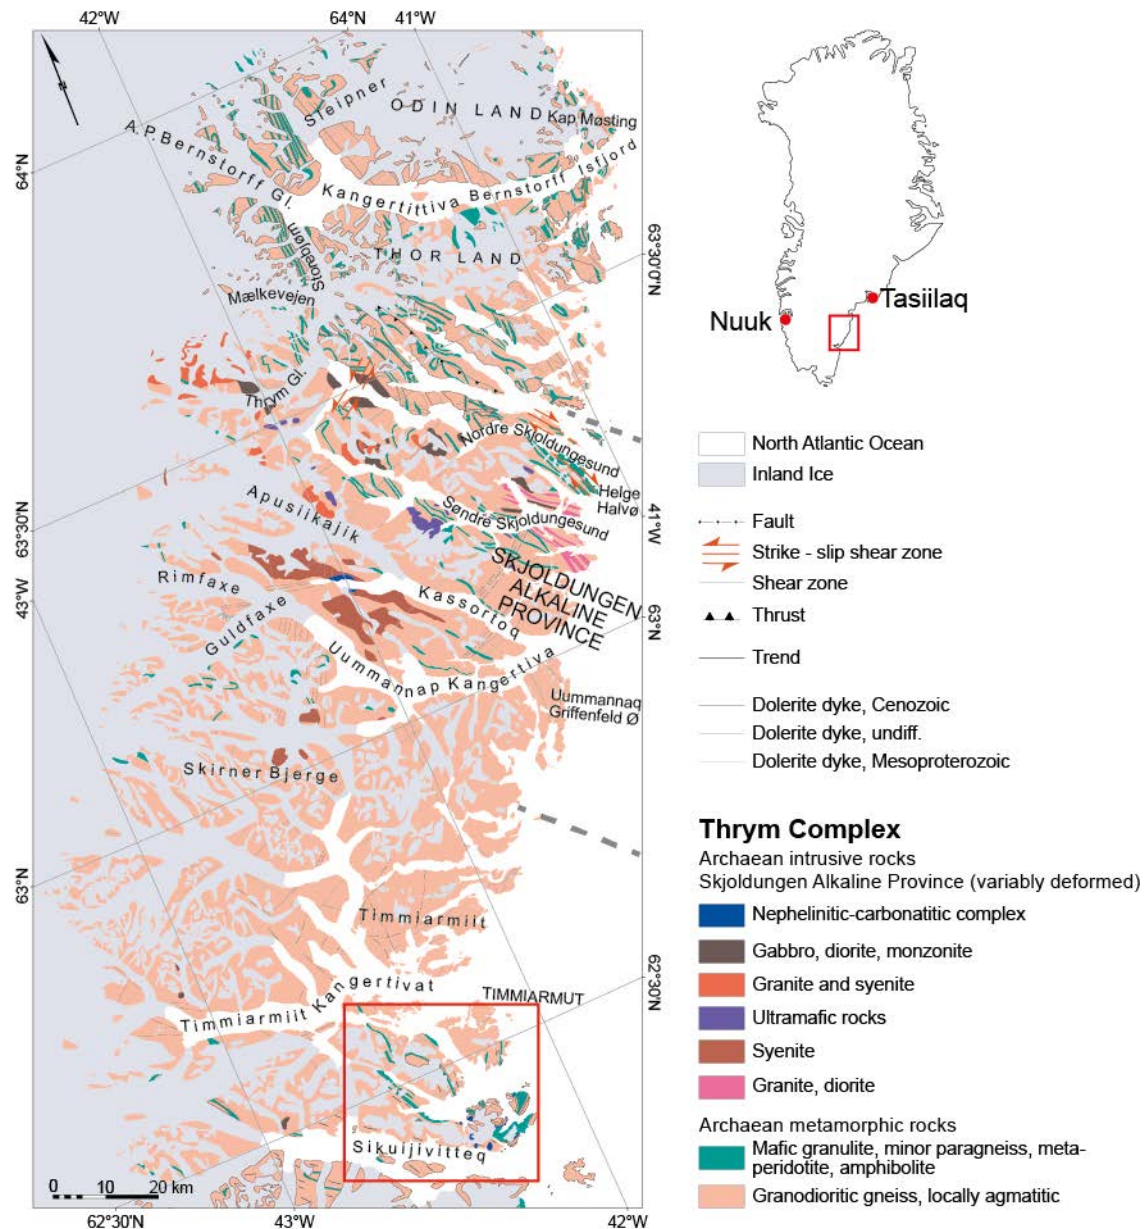 42°W
64°N
41°W
N
64°N
Sleipner
ODIN LAND
Kap Møsting
A.P.Bernstorff Gl.
Kangertittiva Bernstorff Isfjord
Storebjørn
THOR LAND
63°30'0"N
Mælkevejen
Thrym Gl.
Nordre Skjoldungesund
Helge
Halvø
Søndre Skjoldungesund
41°W
63°30'N
Apusiikajik
SKJOLDUNGEN
ALKALINE
PROVINCE
43°W
Rimfaxe
Guldfaxe
Kassortoq
63°N
Uummannap Kangertiva
Uummannaq
Griffenfeld Ø
Skirner Bjerge
63°N
Timmiarmiit
62°30'N
TIMMIARMUT
Timmiarmiit Kangertivat
Sikuijivitteq
0 10 20 km
62°30'N
43°W
42°W
Nuuk
Tasiilaq
North Atlantic Ocean
Inland Ice
Fault
Strike - slip shear zone
Shear zone
Thrust
Trend
Dolerite dyke, Cenozoic
Dolerite dyke, undiff.
Dolerite dyke, Mesoproterozoic
Thrym Complex
Archaean intrusive rocks
Skjoldungen Alkaline Province (variably deformed)
Nephelinitic-carbonatitic complex
Gabbro, diorite, monzonite
Granite and syenite
Ultramafic rocks
Syenite
Granite, diorite
Archaean metamorphic rocks
Mafic granulite, minor paragneiss, meta-
peridotite, amphibolite
Granodioritic gneiss, locally agmatitic